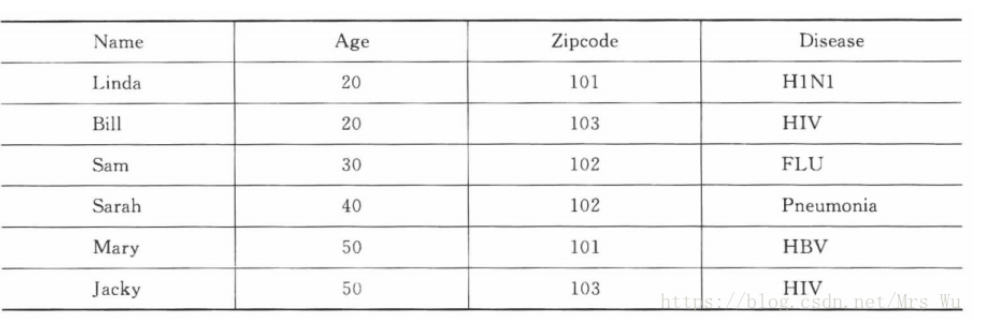 Name Age Zipcode Disease
Linda 20 101 H1N1
Bill 20 103 HIV
Sam 30 102 FLU
Sarah 40 102 Pneumonia
Mary 50 101 HBV
Jacky 50 103 HIV
https://blog.csdn.net/Mrs_Wu